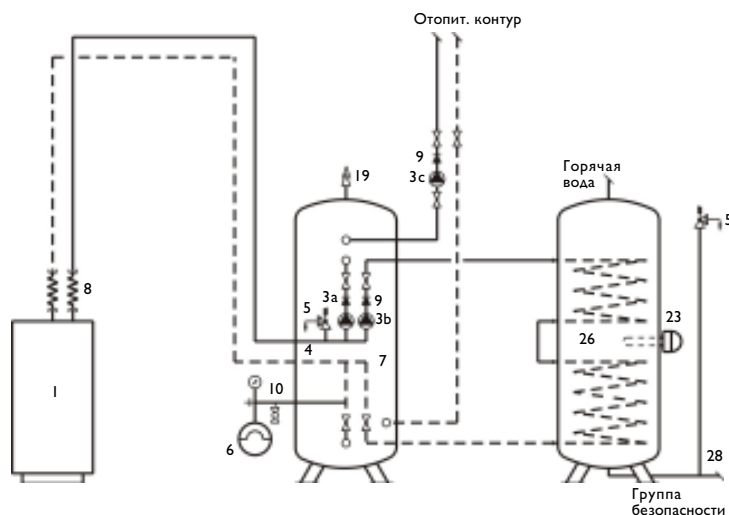 Отопит. контур
9
3c
19
Горячая
вода
5
8
3a
9
5
3b
23
4
7
26
1
10
6
28
Группа
безопасности